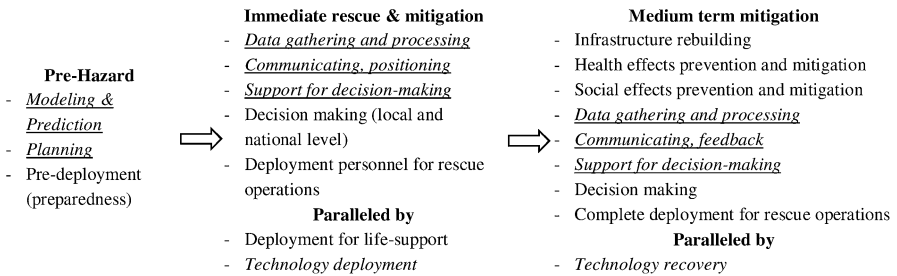 Pre-Hazard
- Modeling &
Prediction
- Planning
- Pre-deployment
(preparedness)
Immediate rescue & mitigation
- Data gathering and processing
- Communicating, positioning
- Support for decision-making
- Decision making (local and
national level)
- Deployment personnel for rescue
operations
Paralleled by
- Deployment for life-support
- Technology deployment
Medium term mitigation
- Infrastructure rebuilding
- Health effects prevention and mitigation
- Social effects prevention and mitigation
- Data gathering and processing
- Communicating, feedback
- Support for decision-making
- Decision making
- Complete deployment for rescue operations
Paralleled by
- Technology recovery